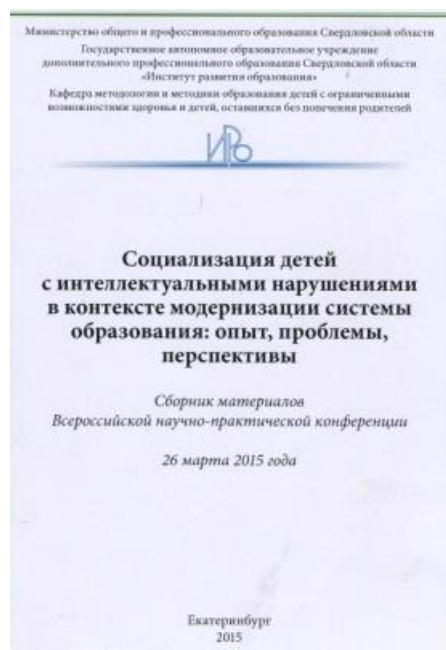 Министерство общего и профессионального образования Свердловской области
Государственное автономное образовательное учреждение
дополнительного профессионального образования Свердловской области
«Институт развития образования»
Кафедра методологии и методики образования детей с ограниченными
возможностями здоровья и детей, оставшихся без попечения родителей
ИРО
Социализация детей
с интеллектуальными нарушениями
в контексте модернизации системы
образования: опыт, проблемы,
перспективы
Сборник материалов
Всероссийской научно-практической конференции
26 марта 2015 года
Екатеринбург
2015